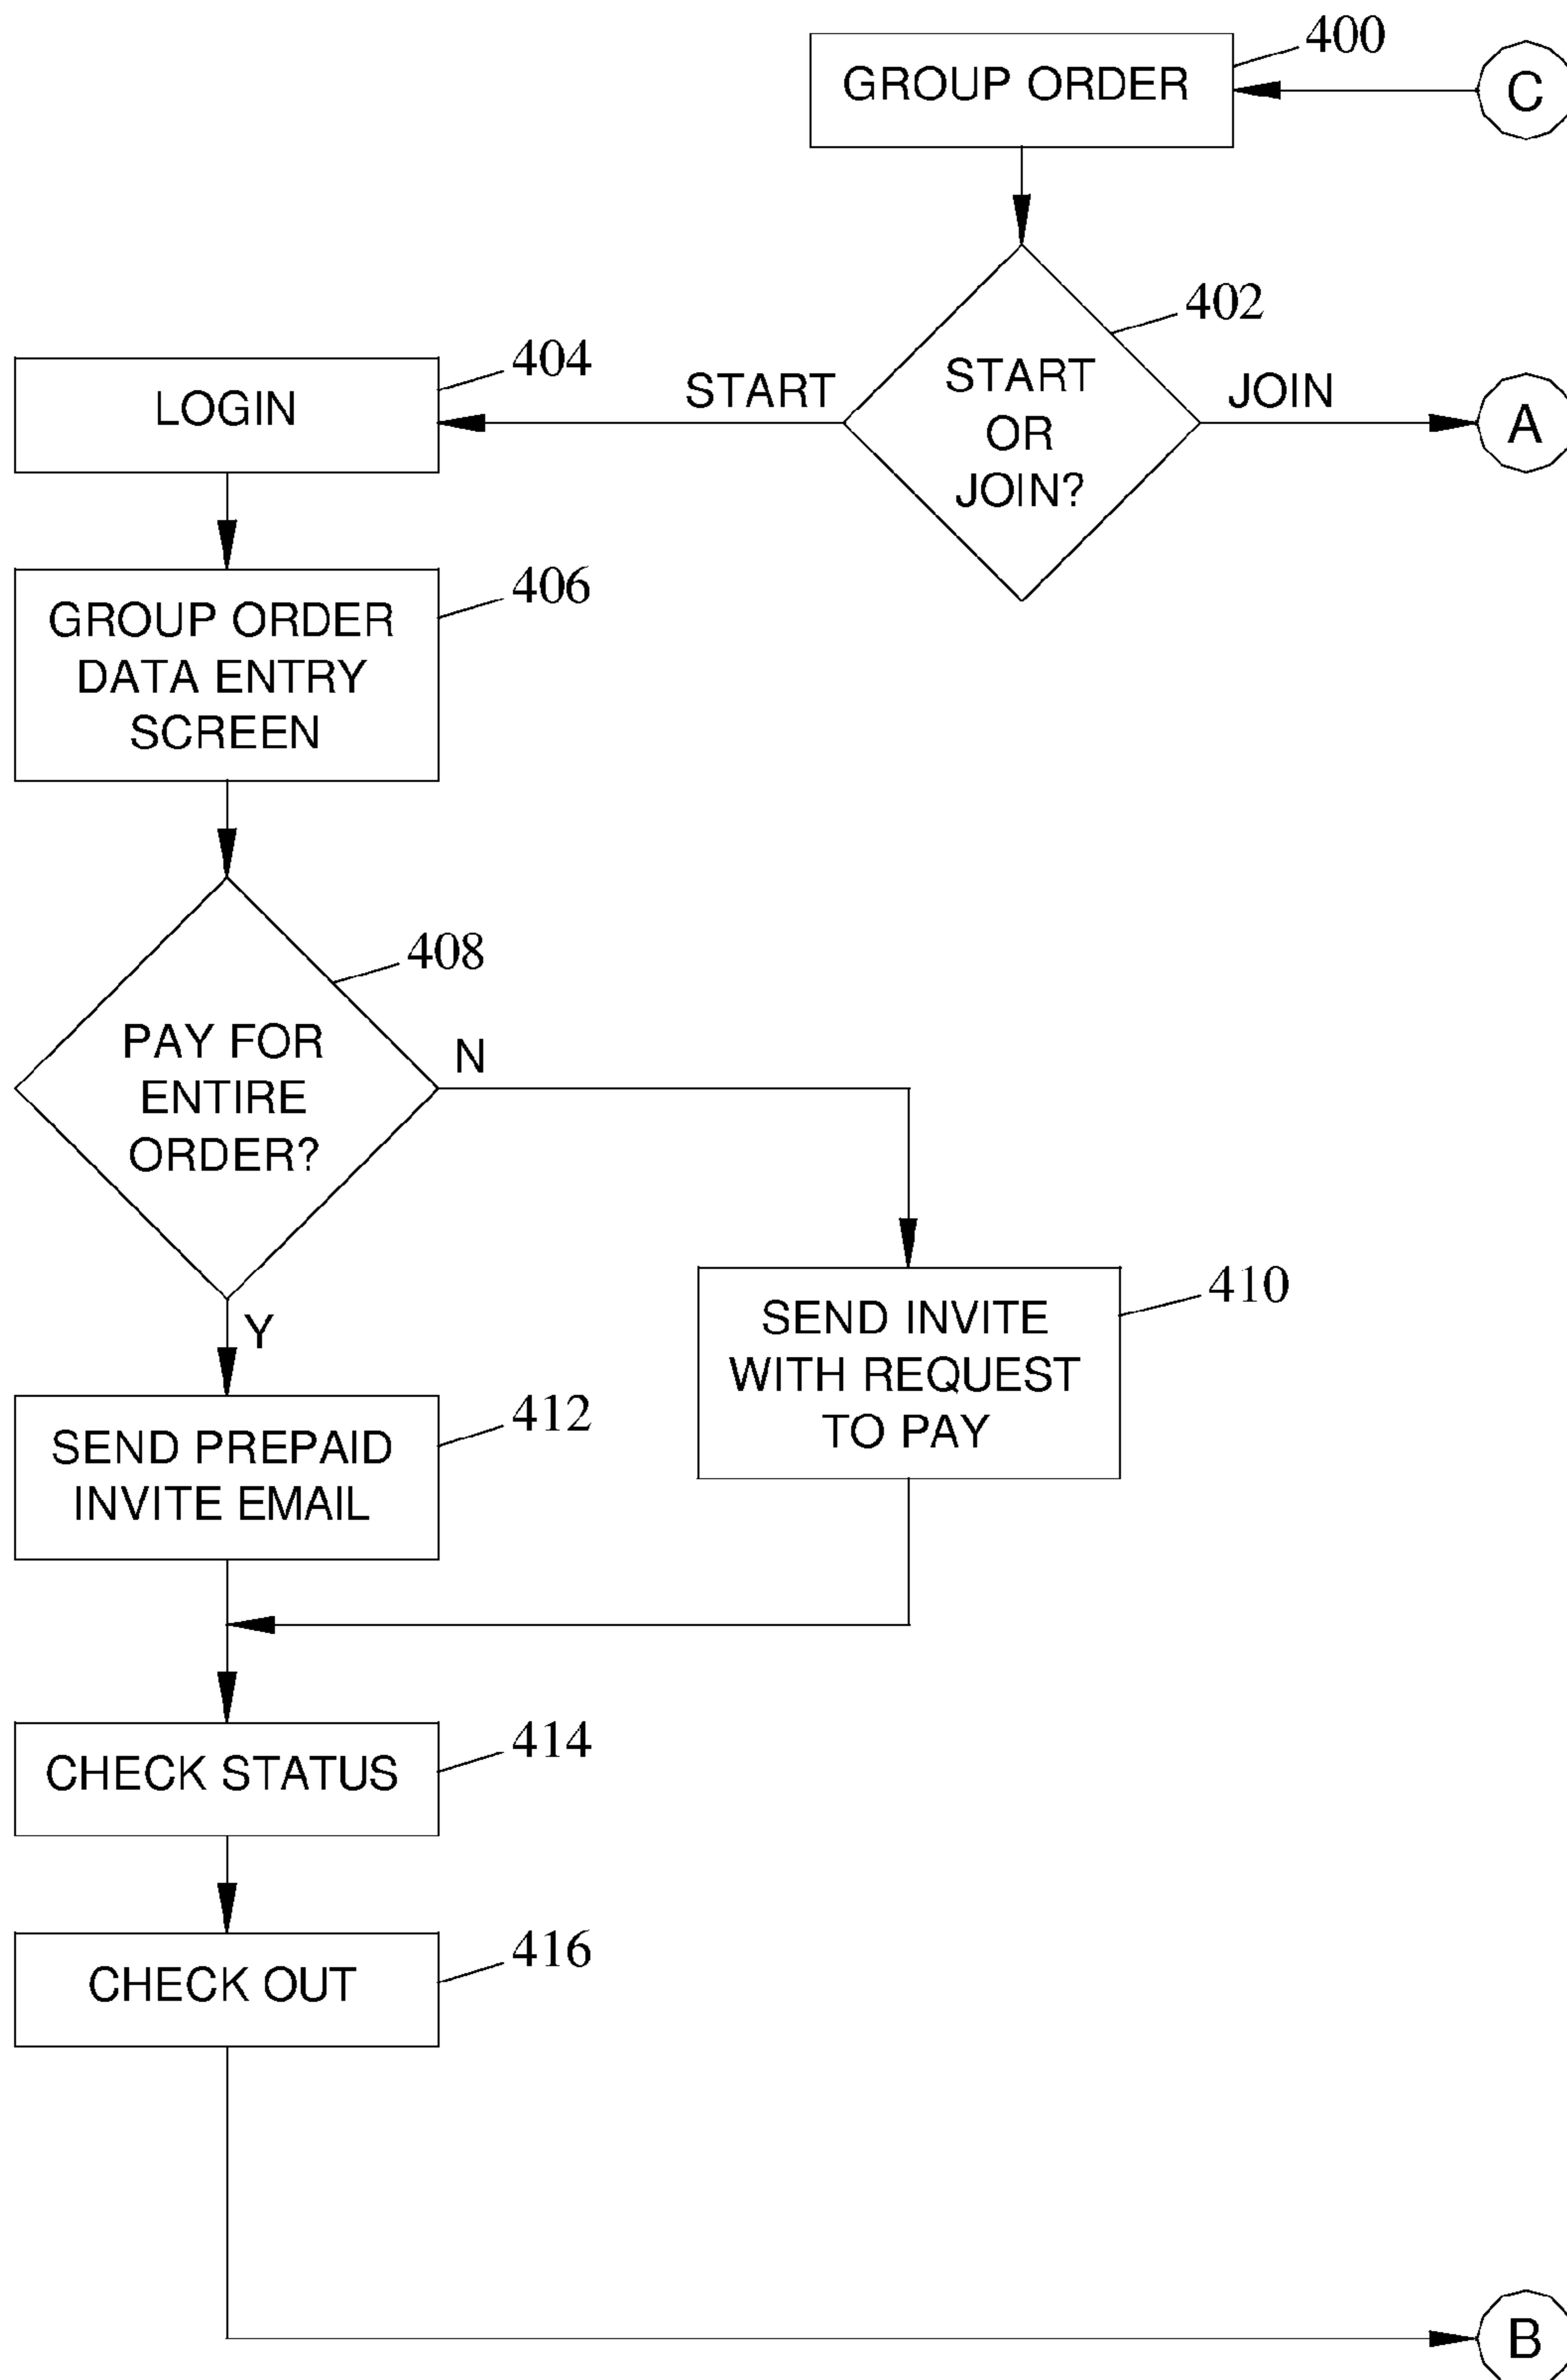 400
GROUP ORDER
C
402
START
OR
JOIN?
START
JOIN
A
404
LOGIN
406
GROUP ORDER
DATA ENTRY
SCREEN
408
PAY FOR
ENTIRE
ORDER?
N
Y
410
SEND INVITE
WITH REQUEST
TO PAY
412
SEND PREPAID
INVITE EMAIL
414
CHECK STATUS
416
CHECK OUT
B